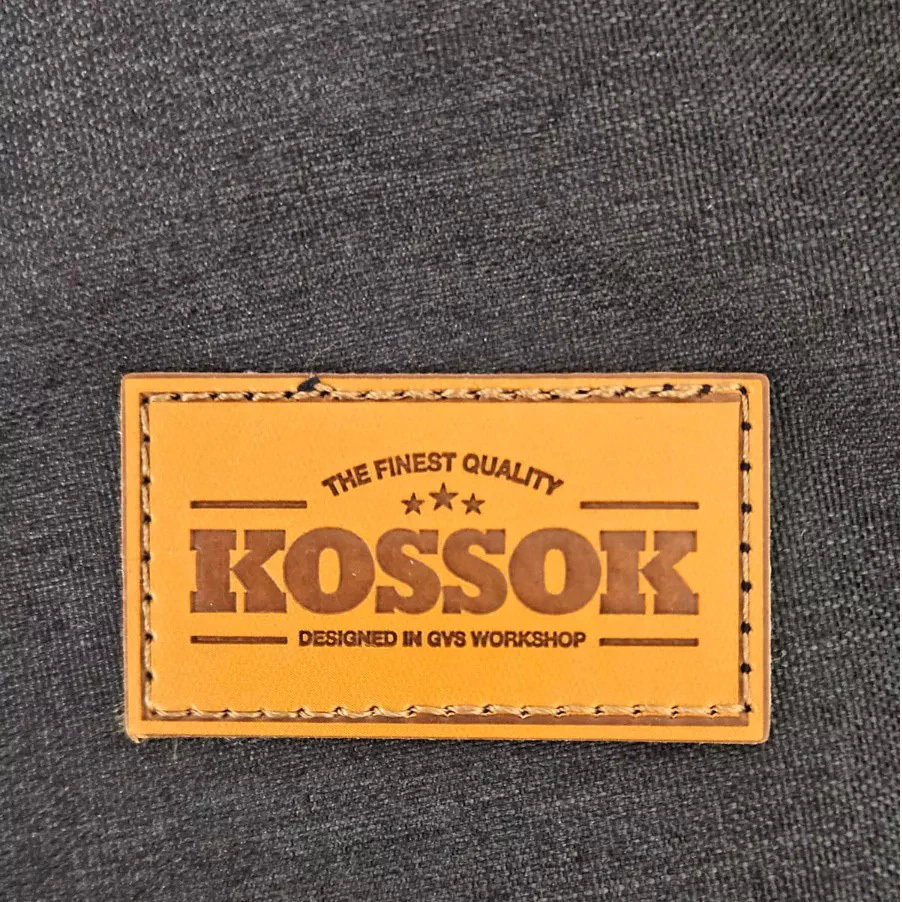 THE FINEST QUALITY
KOSSOK
DESIGNED IN GVS WORKSHOP